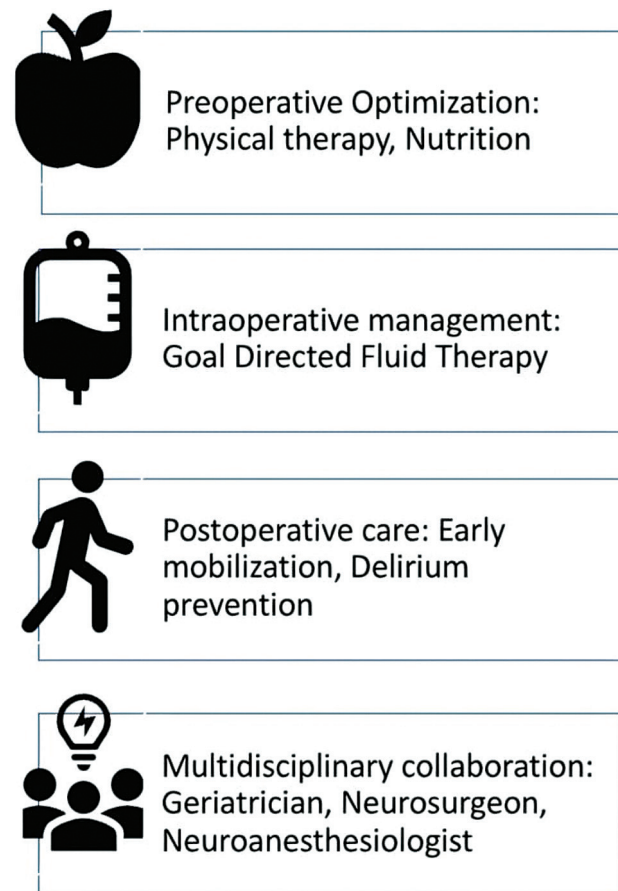 Preoperative Optimization:
Physical therapy, Nutrition
Intraoperative management:
Goal Directed Fluid Therapy
Postoperative care: Early
mobilization, Delirium
prevention
Multidisciplinary collaboration:
Geriatrician, Neurosurgeon,
Neuroanesthesiologist